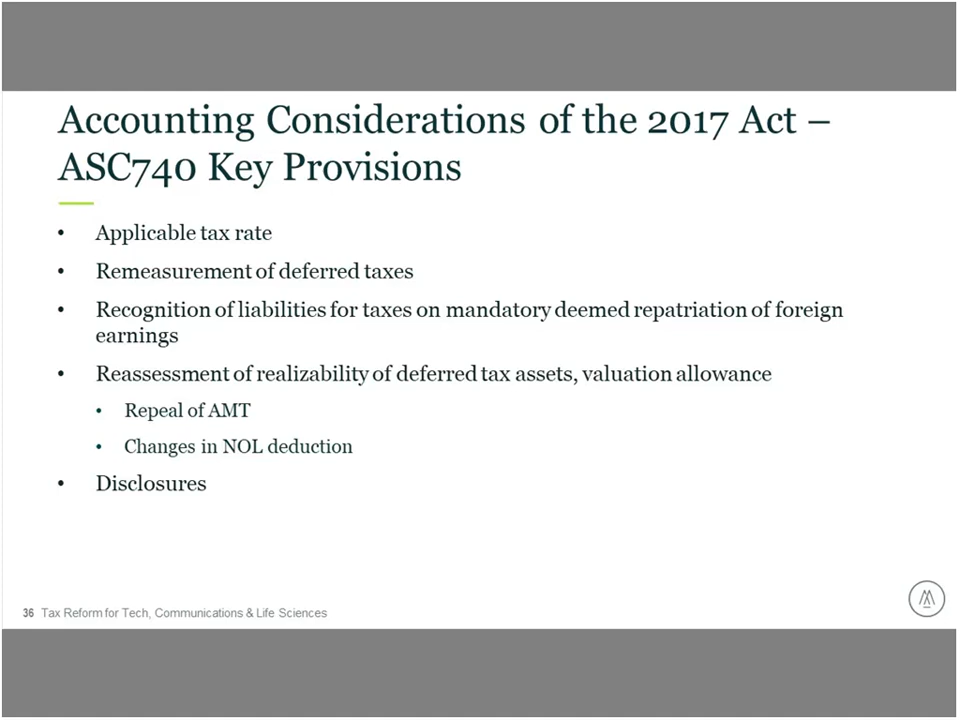 Accounting Considerations of the 2017 Act –
ASC740 Key Provisions
• Applicable tax rate
• Remeasurement of deferred taxes
• Recognition of liabilities for taxes on mandatory deemed repatriation of foreign
earnings
• Reassessment of realizability of deferred tax assets, valuation allowance
• Repeal of AMT
• Changes in NOL deduction
• Disclosures
36 Tax Reform for Tech, Communications & Life Sciences